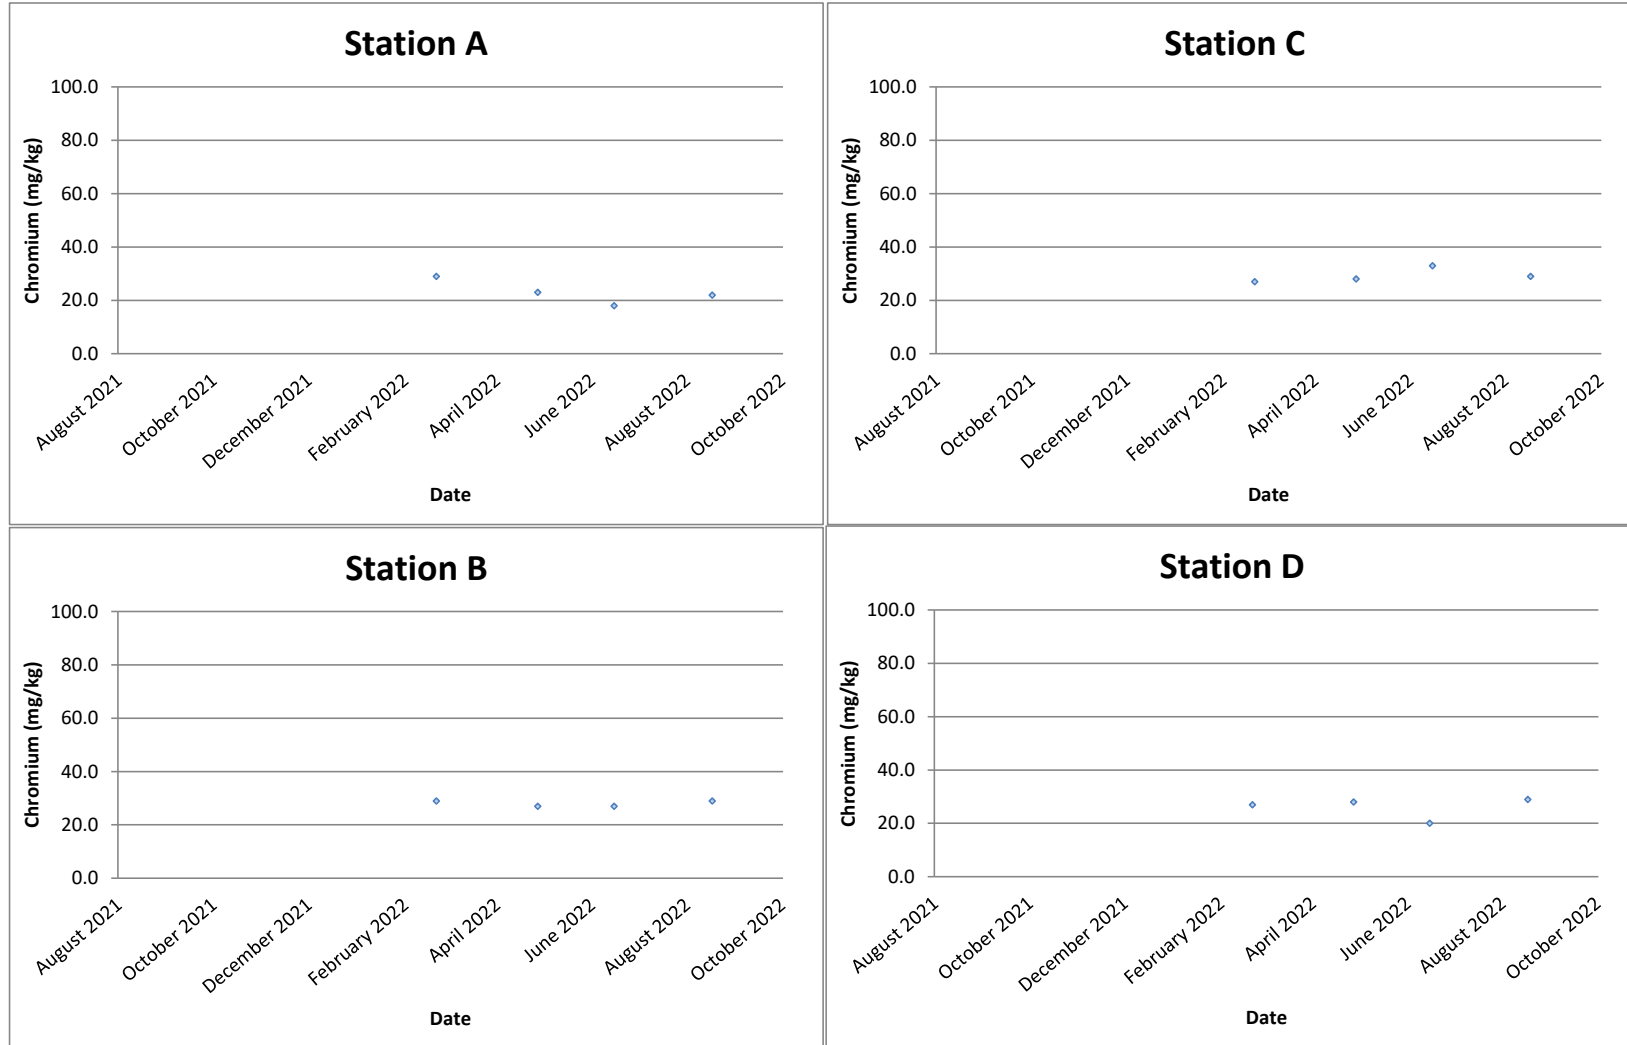 Station A
100.0
80.0
60.0
40.0
20.0
0.0
Chromium (mg/kg)
August 2021
October 2021
December 2021
February 2022
April 2022
June 2022
August 2022
October 2022
Date
Station C
100.0
80.0
60.0
40.0
20.0
0.0
Chromium (mg/kg)
August 2021
October 2021
December 2021
February 2022
April 2022
June 2022
August 2022
October 2022
Date
Station B
100.0
80.0
60.0
40.0
20.0
0.0
Chromium (mg/kg)
August 2021
October 2021
December 2021
February 2022
April 2022
June 2022
August 2022
October 2022
Date
Station D
100.0
80.0
60.0
40.0
20.0
0.0
Chromium (mg/kg)
August 2021
October 2021
December 2021
February 2022
April 2022
June 2022
August 2022
October 2022
Date